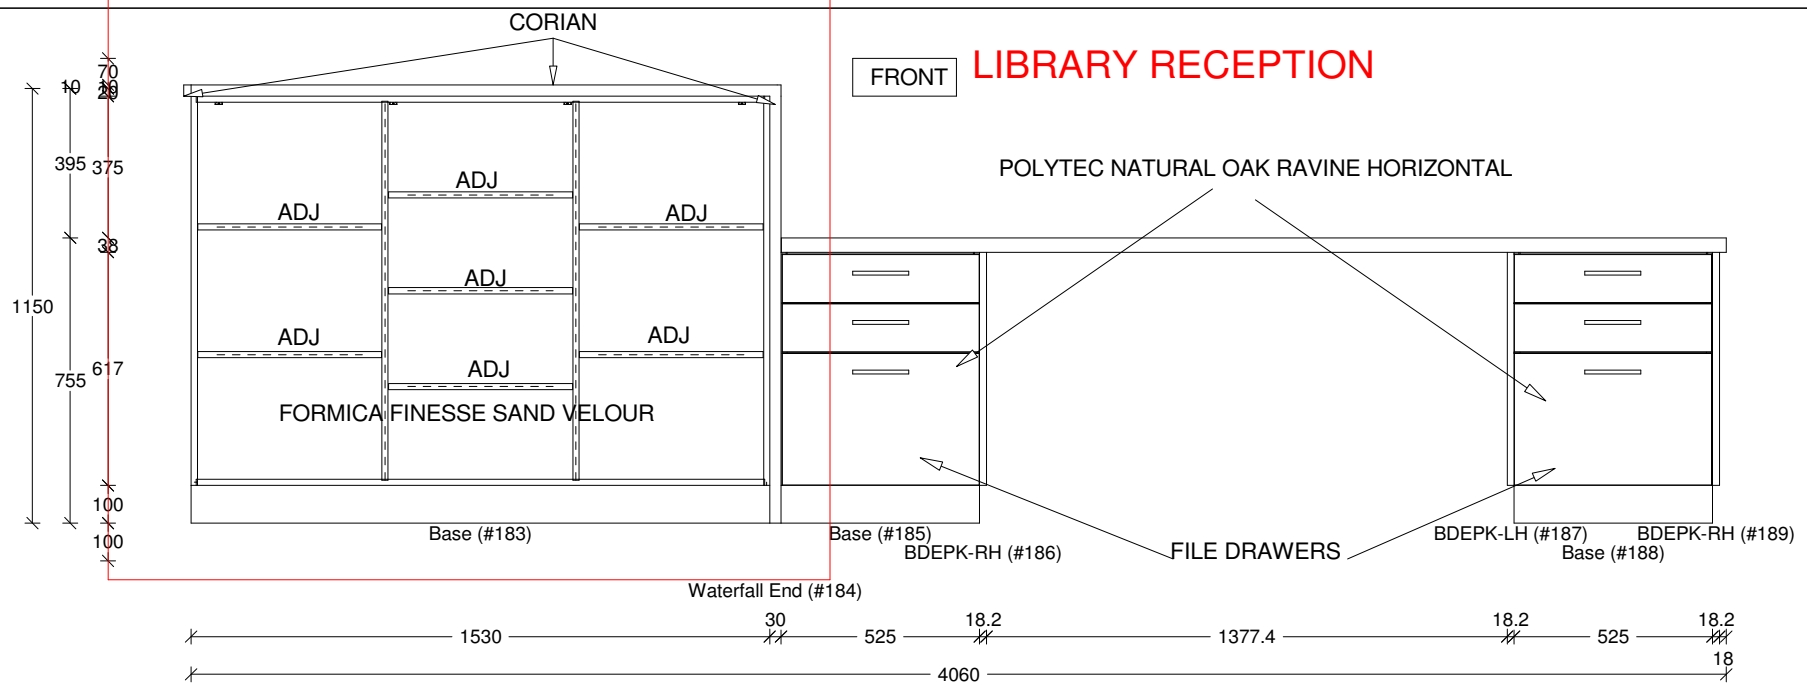 CORIAN
FRONT
LIBRARY RECEPTION
70
10
10
20
395
375
POLYTEC NATURAL OAK RAVINE HORIZONTAL
ADJ
ADJ
ADJ
38
ADJ
1150
ADJ
ADJ
617
755
ADJ
FORMICA FINESSE SAND VELOUR
100
100
Base (#183)
Base (#185)
BDEPK-RH (#186)
FILE DRAWERS
BDEPK-LH (#187)
BDEPK-RH (#189)
Base (#188)
Waterfall End (#184)
1530
30
525
18.2
1377.4
18.2
525
18.2
18
4060